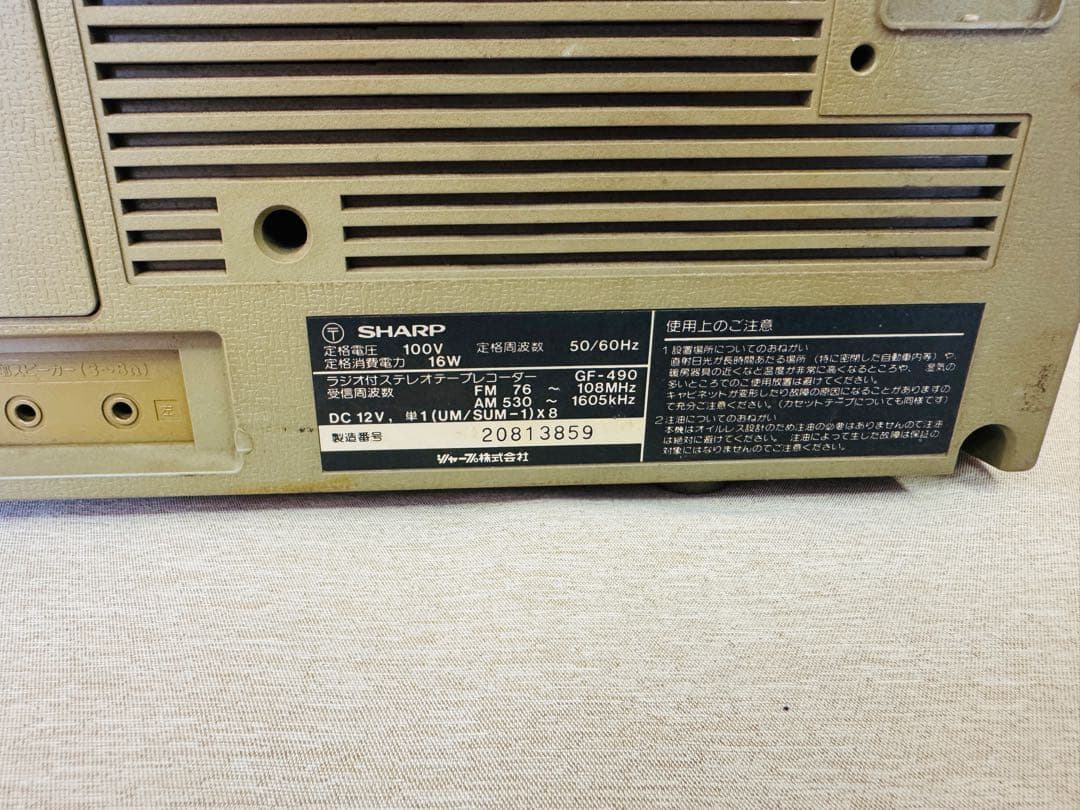 〒 SHARP
定格電圧 100V 定格周波数 50/60Hz
定格消費電力 16W
ラジオ付ステレオテープレコーダー GF-490
受信周波数 FM 76 ～ 108MHz
AM 530 ～ 1605kHz
DC 12V, 単1(UM/SUM-1)X8
製造番号 20813859
シャープ株式会社
使用上のご注意
1 設置場所についてのおねがい
直射日光が長時間あたる場所 (特に密閉した自動車内等) や、
暖房器具の近くなど温度が非常に高くなるところや、 湿気の
多いところでのご使用放置は避けてください。
キャビネットが変形したり故障の原因になることがありますの
で充分ご注意ください。(カセットテープについても同様です)
2 注油についてのおねがい
本機はオイルレス設計のため注油の必要はありませんので注油
は絶対に避けてください。 注油によって生じた故障は保証の
対象にはなりませんのでご注意ください。
スピーカー(3~8Ω)
右